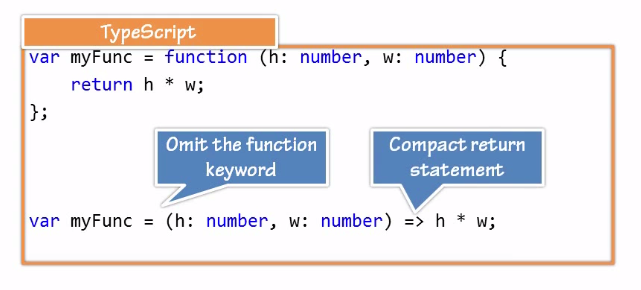 TypeScript
var myFunc = function (h: number, w: number) {
    return h * w;
};
Omit the function
keyword
Compact return
statement
var myFunc = (h: number, w: number) => h * w;